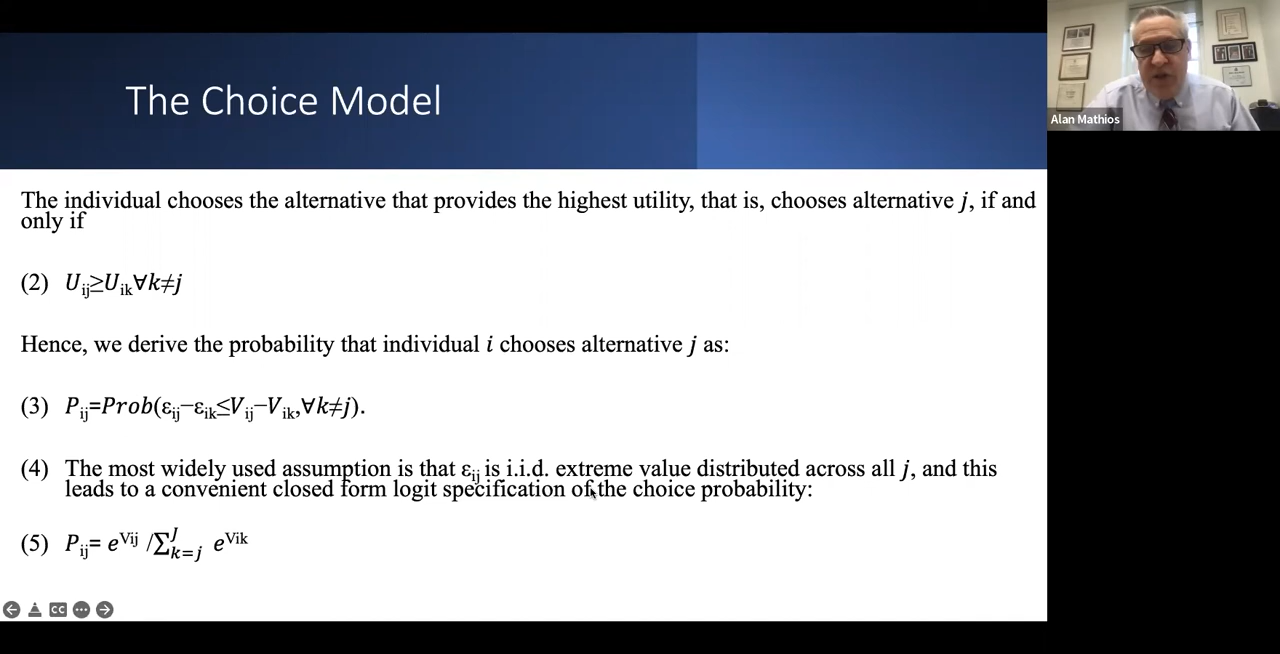 The Choice Model
Alan Mathios
The individual chooses the alternative that provides the highest utility, that is, chooses alternative j, if and
only if
(2) Uij≥Uik∀k≠j
Hence, we derive the probability that individual i chooses alternative j as:
(3) Pij=Prob(εij−εik≤Vij−Vik,∀k≠j).
(4) The most widely used assumption is that εij is i.i.d. extreme value distributed across all j, and this
leads to a convenient closed form logit specification of the choice probability:
(5) Pij= eVij /∑Jk=j eVik
CC